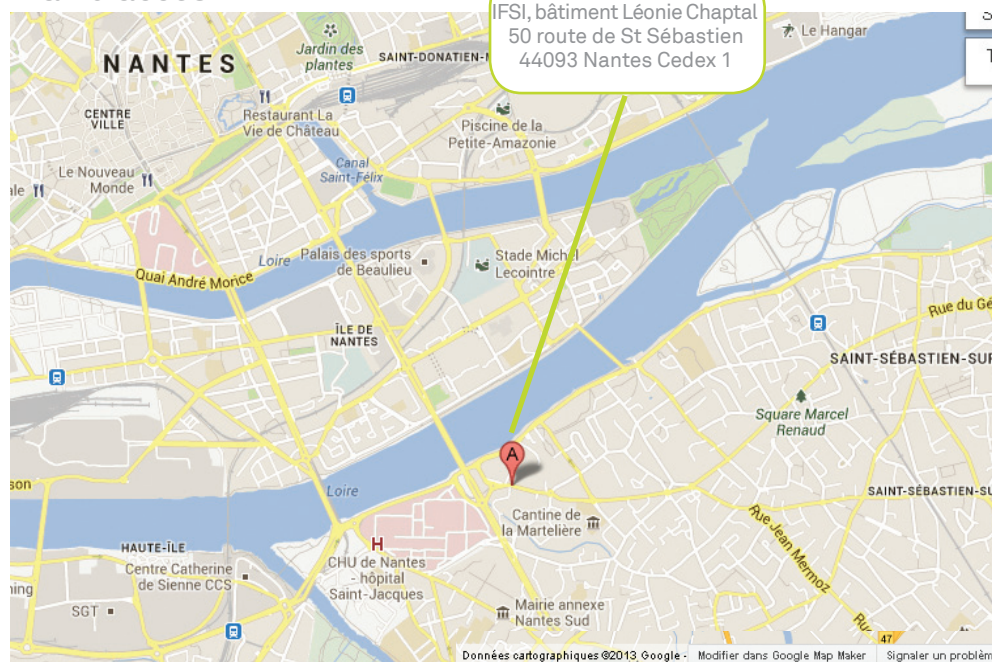 IFSI, bâtiment Léonie Chaptal
50 route de St Sébastien
44093 Nantes Cedex 1
Le Hangar
S
T
NANTES
Jardin des
plantes
SAINT-DONATIEN-
CENTRE
VILLE
Restaurant La
Vie de Château
Piscine de la
Petite-Amazonie
Canal
Saint-Félix
Le Nouveau
Monde
ale
Loire
Palais des sports
de Beaulieu
Stade Michel
Lecointre
Quai André Morice
ÎLE DE
NANTES
Rue du Gé
SAINT-SÉBASTIEN-SUR
Square Marcel
Renaud
A
son
Loire
SAINT-SÉBASTIEN-SU
Cantine de
la Martelière
Rue Jean Mermoz
HAUTE-ÎLE
H
Centre Catherine
de Sienne CCS
CHU de Nantes
- hôpital
Saint-Jacques
ning
SGT
Mairie annexe
Nantes Sud
Ru
47
Données cartographiques ©2013 Google -
Modifier dans Google Map Maker
Signaler un problèm